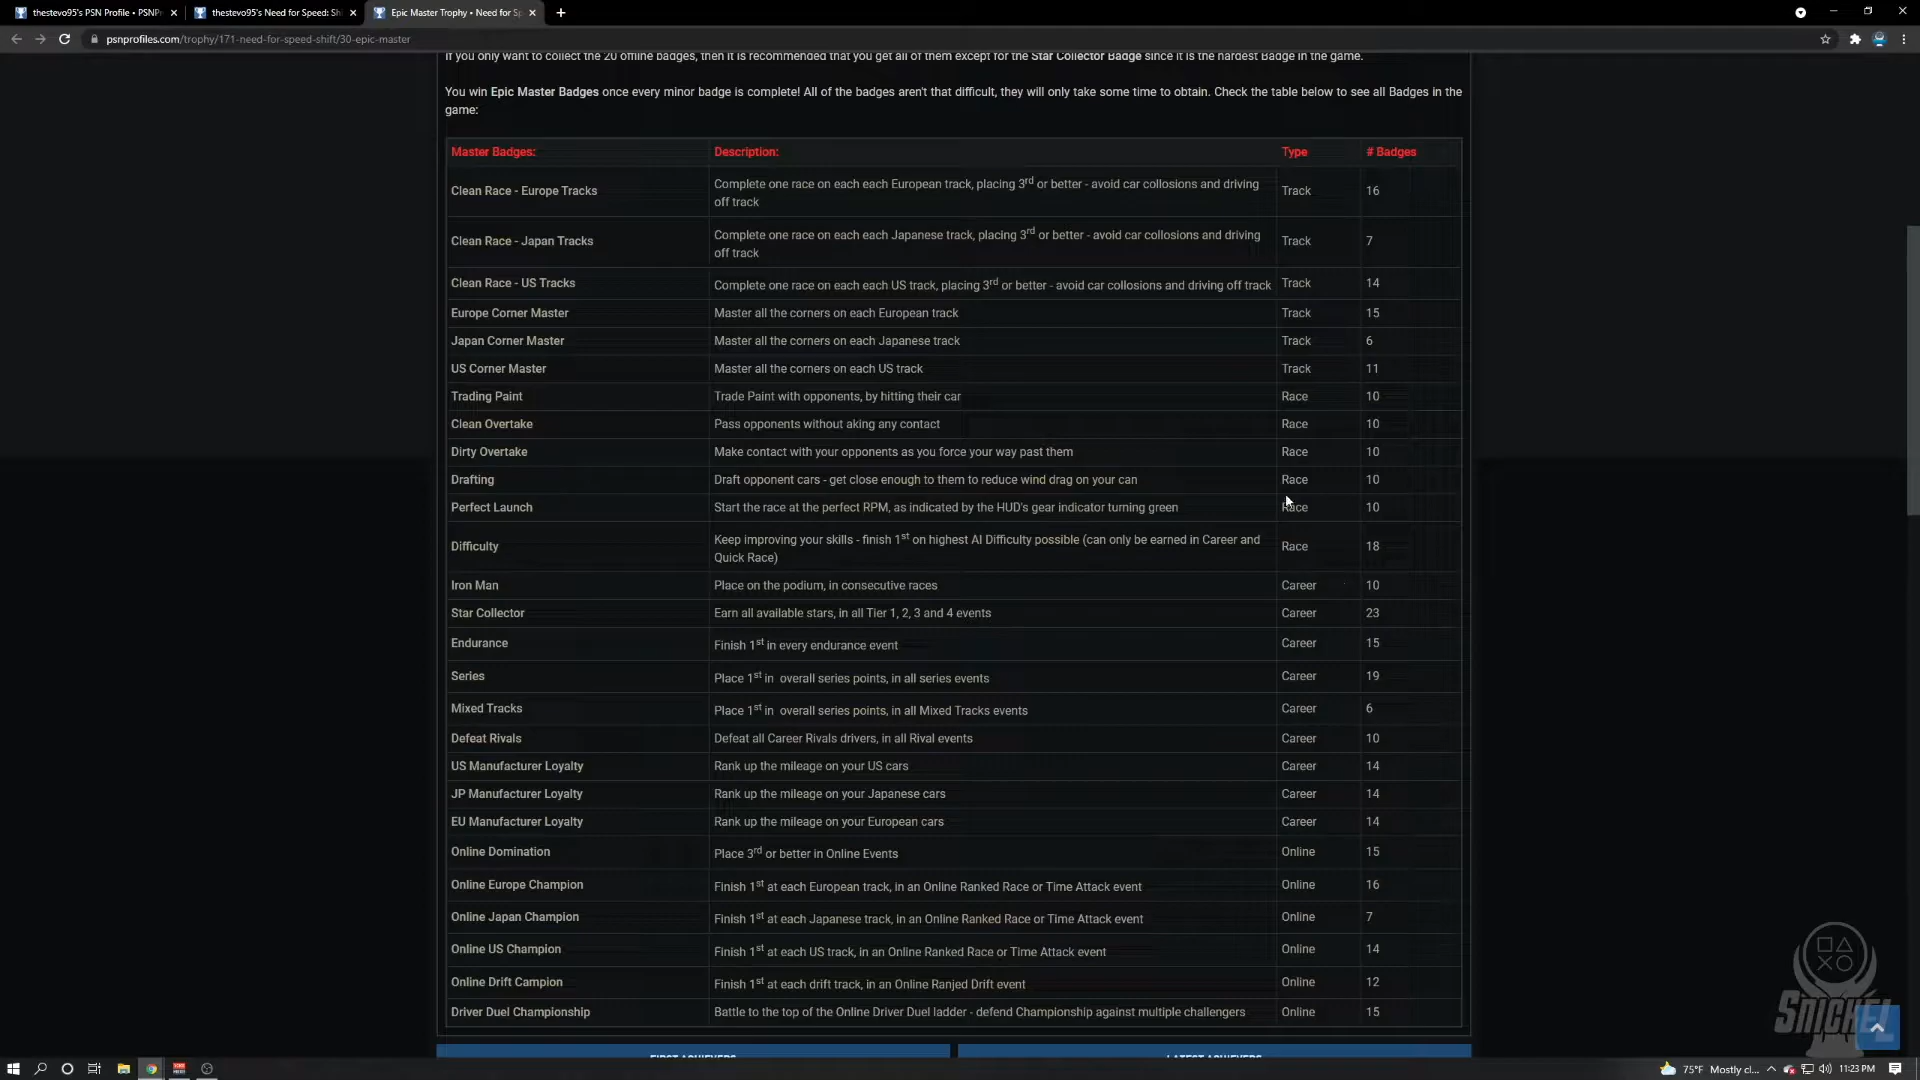 thestevo95's PSN Profile • PSNP
thestevo95's Need for Speed: Sh
Epic Master Trophy • Need for Sp
psnprofiles.com/trophy/171-need-for-speed-shift/30-epic-master
If you only want to collect the 20 offline badges, then it is recommended that you get all of them except for the Star Collector Badge since it is the hardest Badge in the game.
You win Epic Master Badges once every minor badge is complete! All of the badges aren't that difficult, they will only take some time to obtain. Check the table below to see all Badges in the
game:
Master Badges: Description: Type # Badges
Clean Race - Europe Tracks Complete one race on each each European track, placing 3rd or better - avoid car collosions and driving
off track Track 16
Clean Race - Japan Tracks Complete one race on each each Japanese track, placing 3rd or better - avoid car collosions and driving
off track Track 7
Clean Race - US Tracks Complete one race on each each US track, placing 3rd or better - avoid car collosions and driving off track Track 14
Europe Corner Master Master all the corners on each European track Track 15
Japan Corner Master Master all the corners on each Japanese track Track 6
US Corner Master Master all the corners on each US track Track 11
Trading Paint Trade Paint with opponents, by hitting their car Race 10
Clean Overtake Pass opponents without aking any contact Race 10
Dirty Overtake Make contact with your opponents as you force your way past them Race 10
Drafting Draft opponent cars - get close enough to them to reduce wind drag on your can Race 10
Perfect Launch Start the race at the perfect RPM, as indicated by the HUD's gear indicator turning green Race 10
Difficulty Keep improving your skills - finish 1st on highest AI Difficulty possible (can only be earned in Career and
Quick Race) Race 18
Iron Man Place on the podium, in consecutive races Career 10
Star Collector Earn all available stars, in all Tier 1, 2, 3 and 4 events Career 23
Endurance Finish 1st in every endurance event Career 15
Series Place 1st in overall series points, in all series events Career 19
Mixed Tracks Place 1st in overall series points, in all Mixed Tracks events Career 6
Defeat Rivals Defeat all Career Rivals drivers, in all Rival events Career 10
US Manufacturer Loyalty Rank up the mileage on your US cars Career 14
JP Manufacturer Loyalty Rank up the mileage on your Japanese cars Career 14
EU Manufacturer Loyalty Rank up the mileage on your European cars Career 14
Online Domination Place 3rd or better in Online Events Online 15
Online Europe Champion Finish 1st at each European track, in an Online Ranked Race or Time Attack event Online 16
Online Japan Champion Finish 1st at each Japanese track, in an Online Ranked Race or Time Attack event Online 7
Online US Champion Finish 1st at each US track, in an Online Ranked Race or Time Attack event Online 14
Online Drift Campion Finish 1st at each drift track, in an Online Ranjed Drift event Online 12
Driver Duel Championship Battle to the top of the Online Driver Duel ladder - defend Championship against multiple challengers Online 15
FIRST ACHIEVERS LATEST ACHIEVERS
SNICKEL
75°F Mostly cl... 11:23 PM